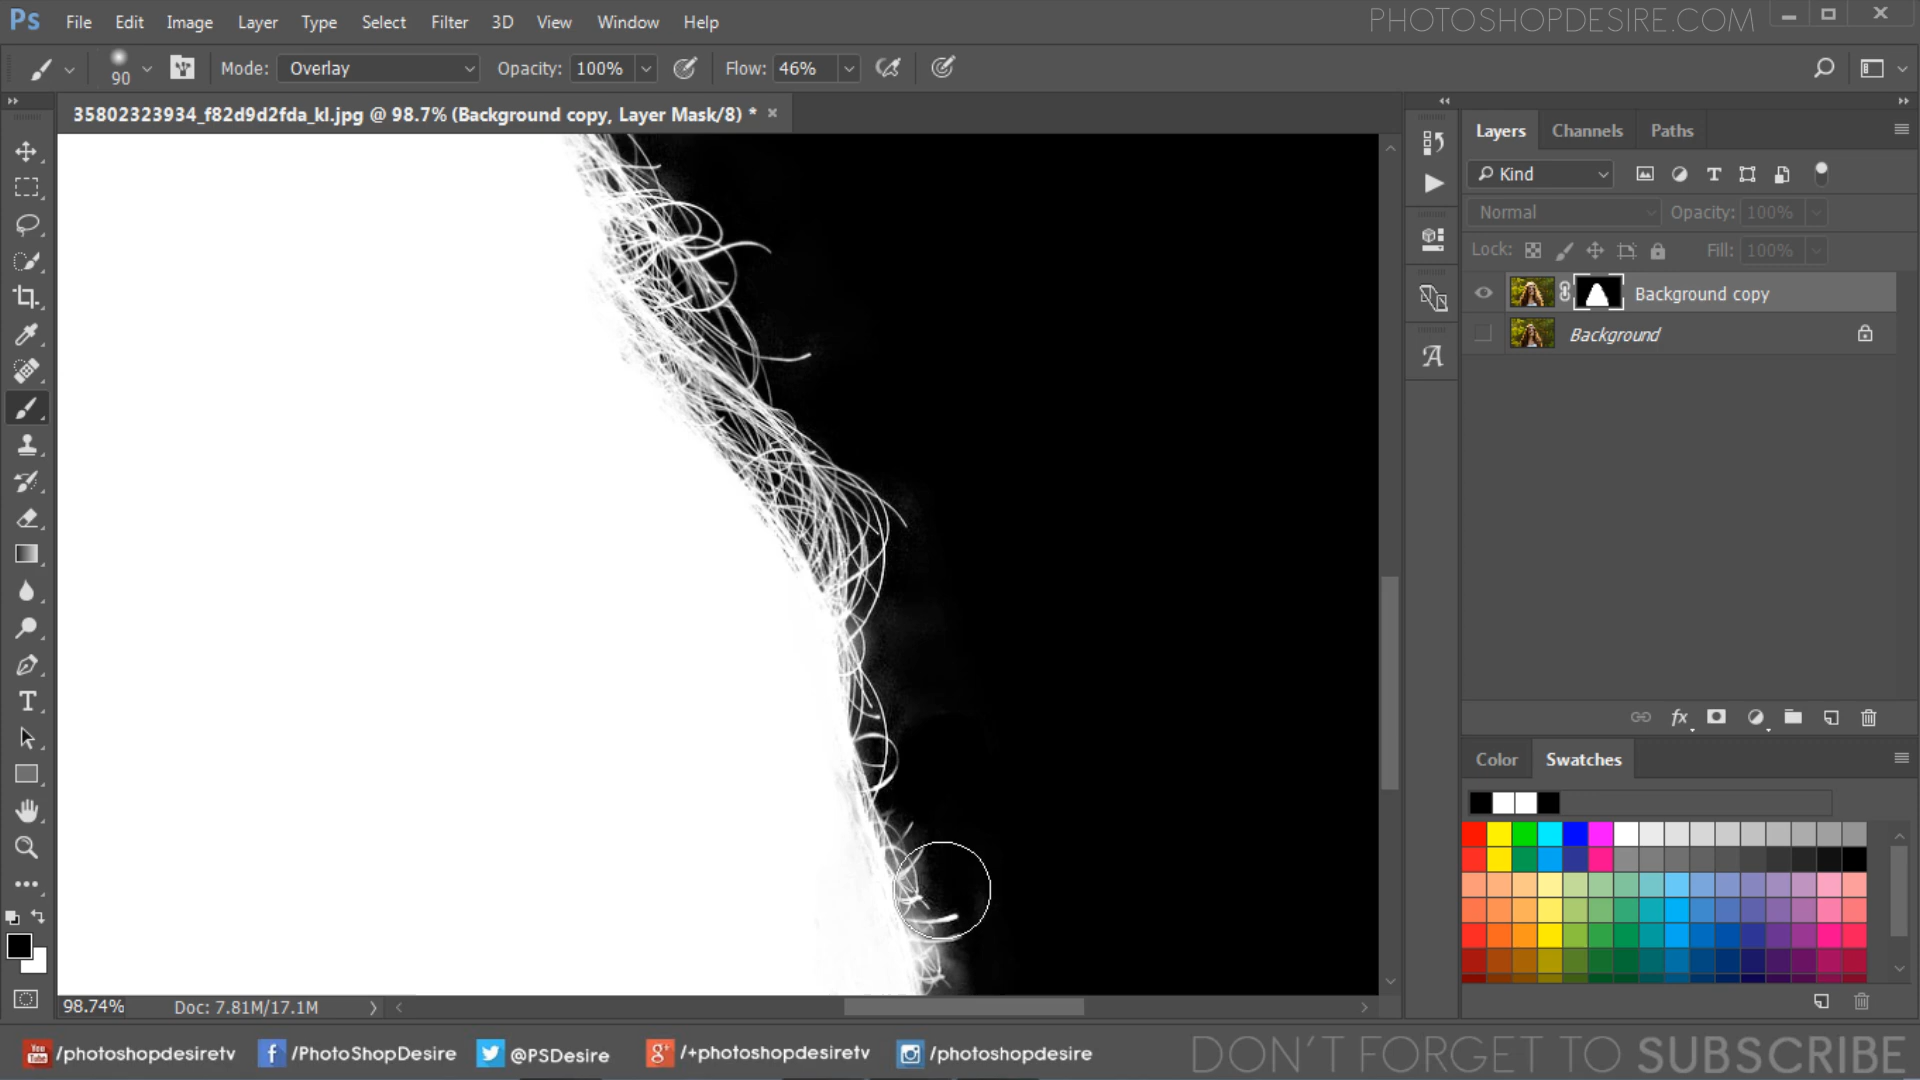 Ps File Edit Image Layer Type Select Filter 3D View Window Help
PHOTOSHOPDESIRE.COM
90 Mode: Overlay Opacity: 100% Flow: 46%
35802323934_f82d9d2fda_kl.jpg @ 98.7% (Background copy, Layer Mask/8) * ×
Layers Channels Paths
Kind
Normal Opacity: 100%
Lock: Fill: 100%
Background copy
Background
fx
Color Swatches
98.74% Doc: 7.81M/17.1M
You Tube /photoshopdesiretv f /PhotoShopDesire @PSDesire g+ /+photoshopdesiretv /photoshopdesire
DON'T FORGET TO SUBSCRIBE